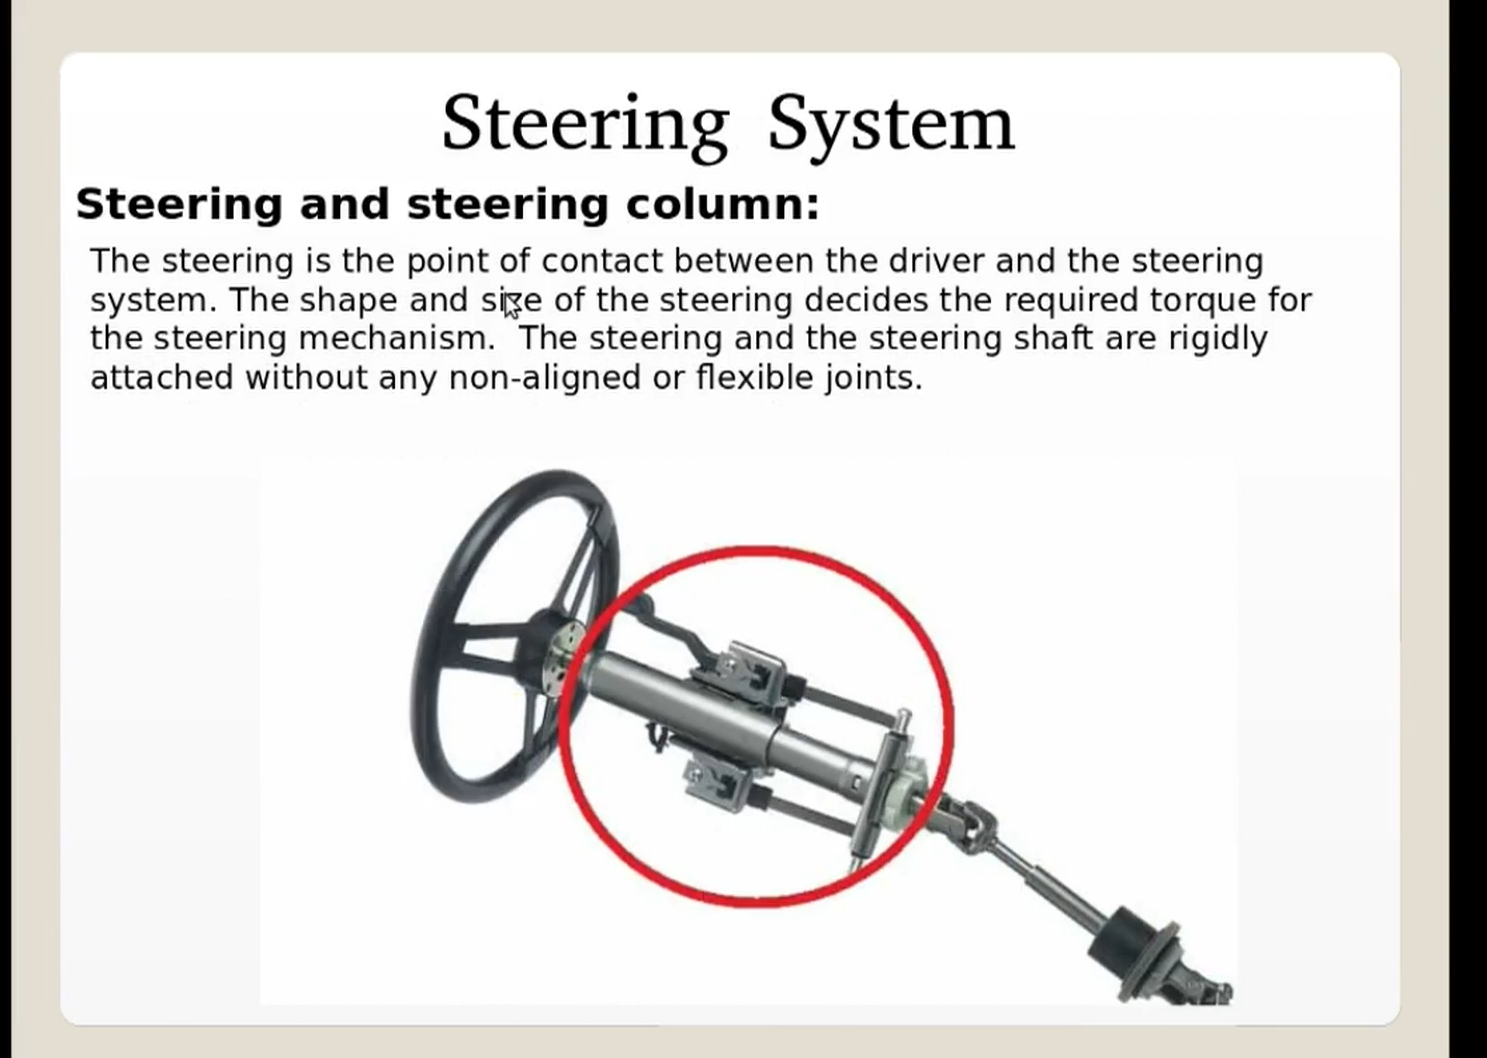 Steering System
Steering and steering column:
The steering is the point of contact between the driver and the steering
system. The shape and size of the steering decides the required torque for
the steering mechanism. The steering and the steering shaft are rigidly
attached without any non-aligned or flexible joints.